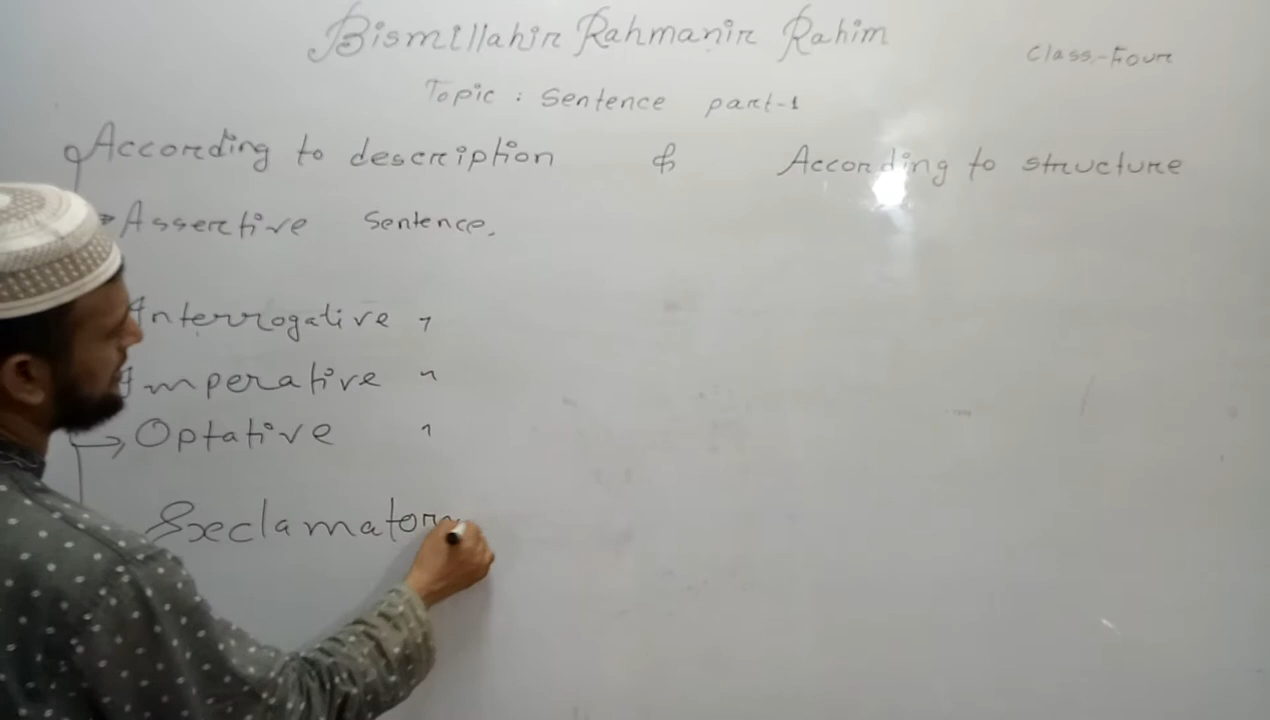 Bismillahir Rahmanir Rahim
Class-Four
Topic : Sentence part-1
According to description & According to structure
Assertive Sentence.
Interrogative "
Imperative "
Optative "
Exclamatory